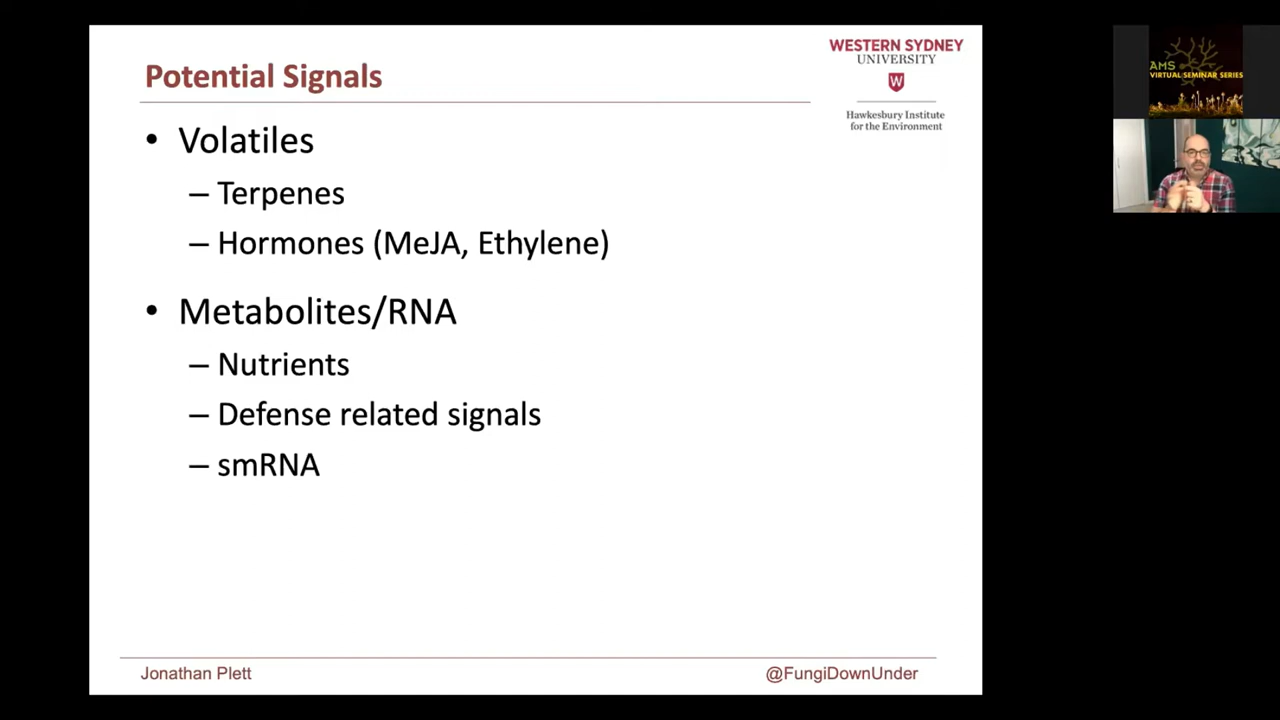 Potential Signals
WESTERN SYDNEY
UNIVERSITY
W
Hawkesbury Institute
for the Environment
• Volatiles
– Terpenes
– Hormones (MeJA, Ethylene)
• Metabolites/RNA
– Nutrients
– Defense related signals
– smRNA
Jonathan Plett
@FungiDownUnder
AMS
VIRTUAL SEMINAR SERIES